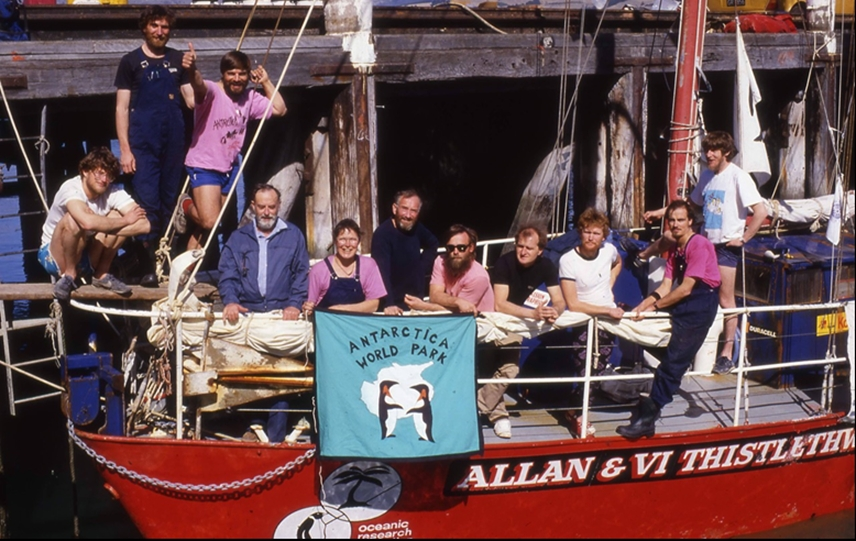 ANTARCTICA
WORLD PARK
DURACELL
ALLAN & VI THISTLETHW
oceanic
research